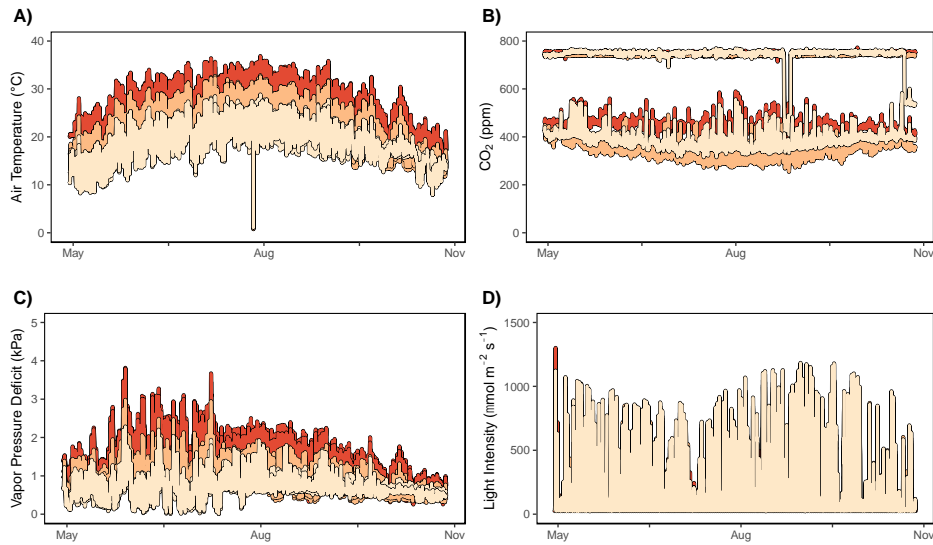 A)
Air Temperature (°C)
40
30
20
10
0
May
Aug
Nov
B)
CO2 (ppm)
800
600
400
200
0
May
Aug
Nov
C)
Vapor Pressure Deficit (kPa)
5
4
3
2
1
0
May
Aug
Nov
D)
Light Intensity (mmol m−2 s−1)
1500
1000
500
0
May
Aug
Nov